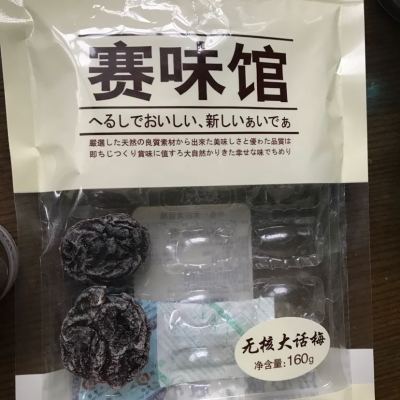 赛味馆
へるしでおいしい、新しいぁいでぁ
厳選した天然の良質素材から出来た美味しさと優わた品質は
即ちじつくり賞味に值すろ大自然かりきた幸せな味でちめり
无核大话梅
净含量:160g